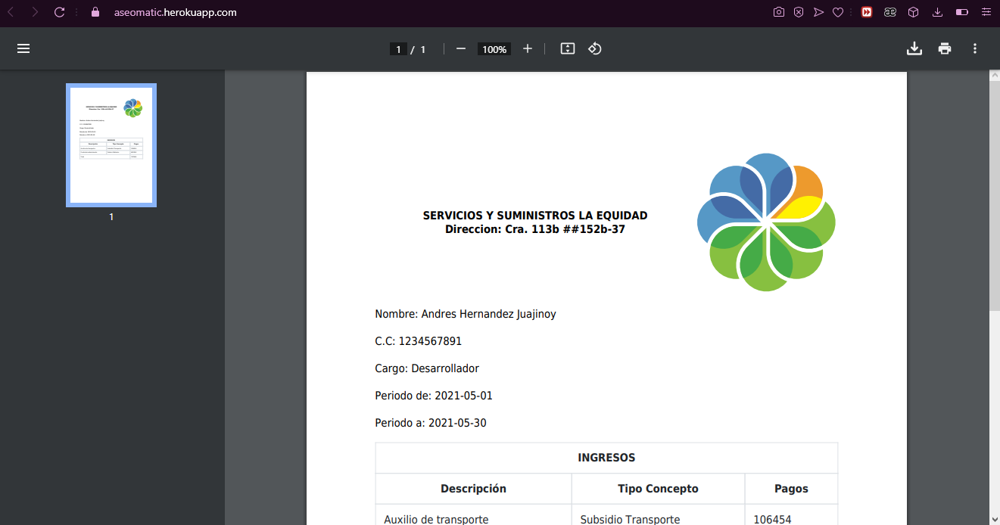 aseomatic.herokuapp.com
1 / 1
100%
1
SERVICIOS Y SUMINISTROS LA EQUIDAD
Direccion: Cra. 113b ##152b-37
Nombre: Andres Hernandez Juajinoy
C.C: 1234567891
Cargo: Desarrollador
Periodo de: 2021-05-01
Periodo a: 2021-05-30
INGRESOS
Descripción Tipo Concepto Pagos
Auxilio de transporte Subsidio Transporte 106454